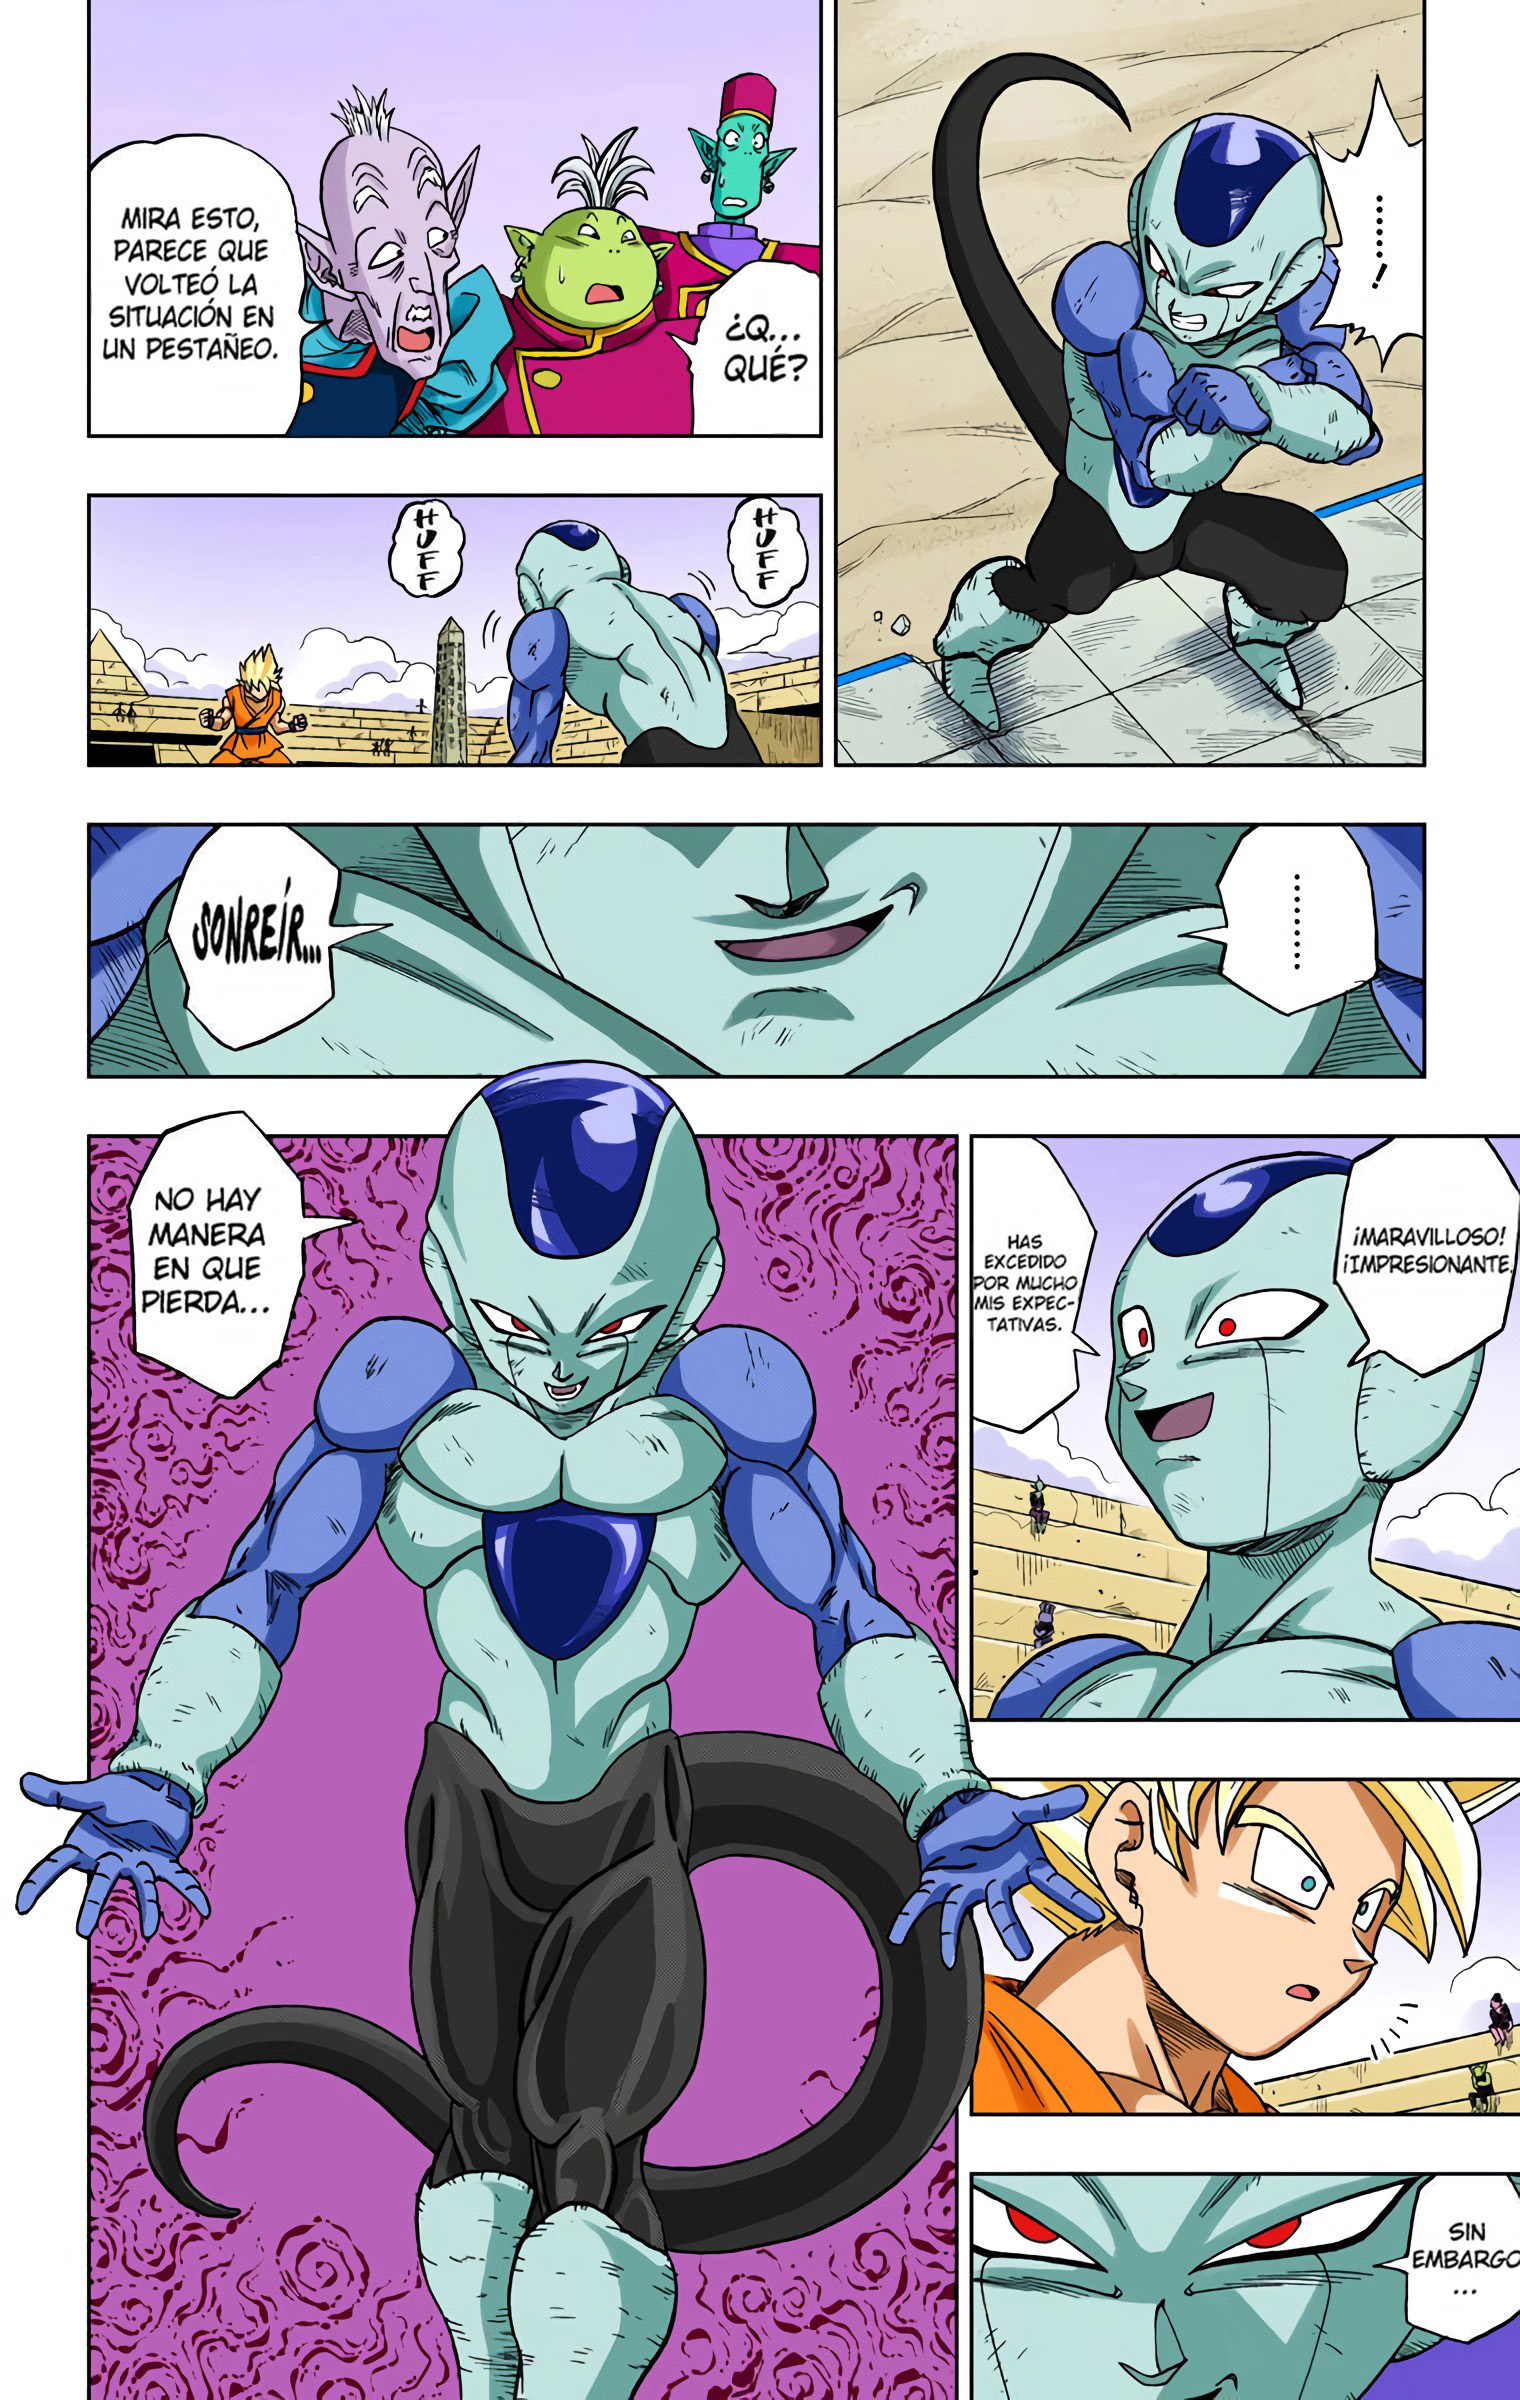 .......!
MIRA ESTO,
PARECE QUE
VOLTEÓ LA
SITUACIÓN EN
UN PESTAÑEO.
¿Q...
QUÉ?
HUFF
HUFF
.........
SONREÍR...
¡MARAVILLOSO!
¡IMPRESIONANTE.
HAS
EXCEDIDO
POR MUCHO
MIS EXPEC-
TATIVAS.
SIN
EMBARGO
...
NO HAY
MANERA
EN QUE
PIERDA...